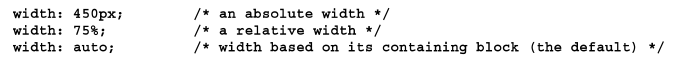 width: 450px; /* an absolute width */
width: 75%; /* a relative width */
width: auto; /* width based on its containing block (the default) */